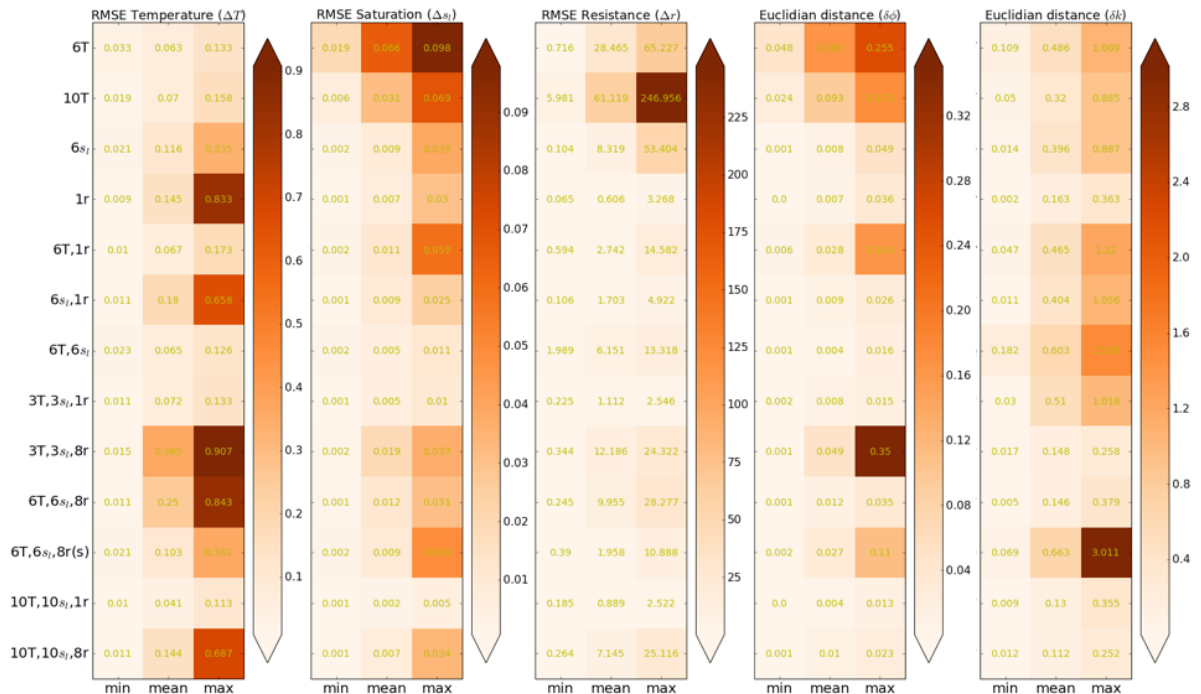 RMSE Temperature (ΔT) RMSE Saturation (Δs_l) RMSE Resistance (Δr) Euclidian distance (δϕ) Euclidian distance (δk)
6T 0.033 0.063 0.133 0.019 0.066 0.098 0.716 28.465 65.227 0.048 0.255 0.109 0.486 1.069
10T 0.019 0.07 0.158 0.006 0.031 0.069 5.981 61.119 246.956 0.024 0.093 0.05 0.32 0.885
6s_l 0.021 0.116 0.335 0.002 0.009 0.039 0.104 8.319 53.404 0.001 0.008 0.049 0.014 0.396 0.887
1r 0.009 0.145 0.833 0.001 0.007 0.03 0.065 0.606 3.268 0.0 0.007 0.036 0.002 0.163 0.363
6T,1r 0.01 0.067 0.173 0.002 0.011 0.059 0.594 2.742 14.582 0.006 0.028 0.047 0.465 1.22
6s_l,1r 0.011 0.18 0.658 0.001 0.009 0.025 0.106 1.703 4.922 0.001 0.009 0.026 0.011 0.404 1.056
6T,6s_l 0.023 0.065 0.126 0.002 0.005 0.011 1.989 6.151 13.318 0.001 0.004 0.016 0.182 0.603
3T,3s_l,1r 0.011 0.072 0.133 0.001 0.005 0.01 0.225 1.112 2.546 0.002 0.008 0.015 0.03 0.51 1.018
3T,3s_l,8r 0.015 0.385 0.907 0.002 0.019 0.037 0.344 12.186 24.322 0.003 0.049 0.35 0.017 0.148 0.258
6T,6s_l,8r 0.011 0.25 0.843 0.001 0.012 0.031 0.245 9.955 28.277 0.001 0.012 0.035 0.005 0.146 0.379
6T,6s_l,8r(s) 0.021 0.103 0.362 0.002 0.009 0.39 1.958 10.888 0.002 0.027 0.11 0.069 0.663 3.011
10T,10s_l,1r 0.01 0.041 0.113 0.001 0.002 0.005 0.185 0.889 2.522 0.0 0.004 0.013 0.009 0.13 0.355
10T,10s_l,8r 0.011 0.144 0.687 0.001 0.007 0.034 0.264 7.145 25.116 0.001 0.01 0.023 0.012 0.112 0.252
min mean max min mean max min mean max min mean max min mean max
0.9
0.8
0.7
0.6
0.5
0.4
0.3
0.2
0.1
0.09
0.08
0.07
0.06
0.05
0.04
0.03
0.02
0.01
225
200
175
150
125
100
75
50
25
0.36
0.32
0.28
0.24
0.20
0.16
0.12
0.08
0.04
2.8
2.4
2.0
1.6
1.2
0.8
0.4